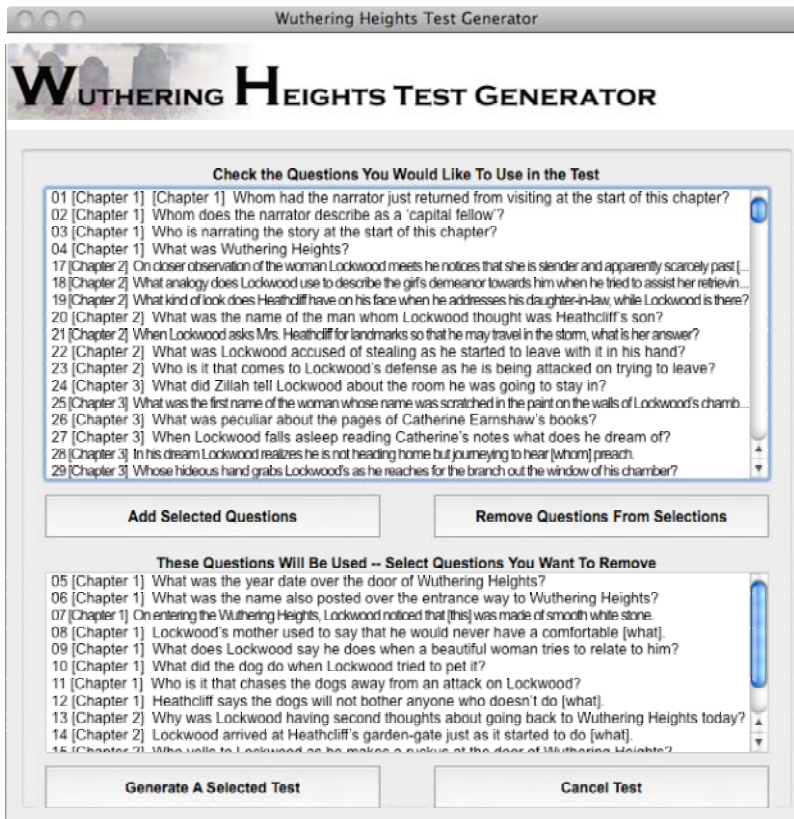 Wuthering Heights Test Generator
WUTHERING HEIGHTS TEST GENERATOR
Check the Questions You Would Like To Use in the Test
01 [Chapter 1]  [Chapter 1]  Whom had the narrator just returned from visiting at the start of this chapter?
02 [Chapter 1]  Whom does the narrator describe as a 'capital fellow'?
03 [Chapter 1]  Who is narrating the story at the start of this chapter?
04 [Chapter 1]  What was Wuthering Heights?
17 [Chapter 2]  On closer observation of the woman Lockwood meets he notices that she is slender and apparently scarcely past [...
18 [Chapter 2]  What analogy does Lockwood use to describe the girl's demeanor towards him when he tried to assist her retrievin...
19 [Chapter 2]  What kind of look does Heathcliff have on his face when he addresses his daughter-in-law, while Lockwood is there?
20 [Chapter 2]  What was the name of the man whom Lockwood thought was Heathcliff's son?
21 [Chapter 2]  When Lockwood asks Mrs. Heathcliff for landmarks so that he may travel in the storm, what is her answer?
22 [Chapter 2]  What was Lockwood accused of stealing as he started to leave with it in his hand?
23 [Chapter 2]  Who is it that comes to Lockwood's defense as he is being attacked on trying to leave?
24 [Chapter 3]  What did Zillah tell Lockwood about the room he was going to stay in?
25 [Chapter 3]  What was the first name of the woman whose name was scratched in the paint on the walls of Lockwood's chamb...
26 [Chapter 3]  What was peculiar about the pages of Catherine Earnshaw's books?
27 [Chapter 3]  When Lockwood falls asleep reading Catherine's notes what does he dream of?
28 [Chapter 3]  In his dream Lockwood realizes he is not heading home but journeying to hear [whom] preach.
29 [Chapter 3]  Whose hideous hand grabs Lockwood's as he reaches for the branch out the window of his chamber?
Add Selected Questions
Remove Questions From Selections
These Questions Will Be Used -- Select Questions You Want To Remove
05 [Chapter 1]  What was the year date over the door of Wuthering Heights?
06 [Chapter 1]  What was the name also posted over the entrance way to Wuthering Heights?
07 [Chapter 1]  On entering the Wuthering Heights, Lockwood noticed that [this] was made of smooth white stone.
08 [Chapter 1]  Lockwood's mother used to say that he would never have a comfortable [what].
09 [Chapter 1]  What does Lockwood say he does when a beautiful woman tries to relate to him?
10 [Chapter 1]  What did the dog do when Lockwood tried to pet it?
11 [Chapter 1]  Who is it that chases the dogs away from an attack on Lockwood?
12 [Chapter 1]  Heathcliff says the dogs will not bother anyone who doesn't do [what].
13 [Chapter 2]  Why was Lockwood having second thoughts about going back to Wuthering Heights today?
14 [Chapter 2]  Lockwood arrived at Heathcliff's garden-gate just as it started to do [what].
15 [Chapter 2]  Who yells to Lockwood as he makes a ruckus at the door of Wuthering Heights?
Generate A Selected Test
Cancel Test